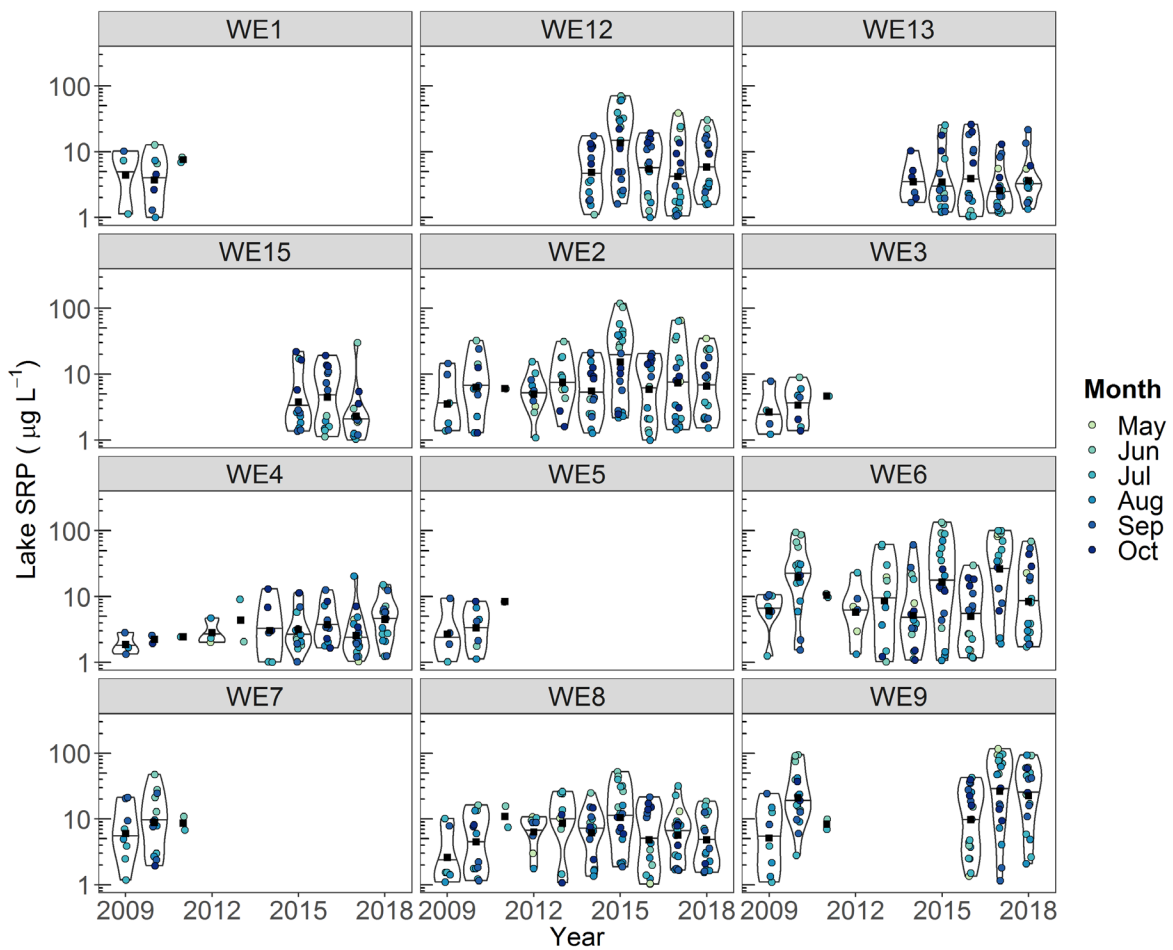 WE1 WE12 WE13
100
10
1
WE15 WE2 WE3
100
10
1
WE4 WE5 WE6
100
10
1
WE7 WE8 WE9
100
10
1
2009 2012 2015 2018 2009 2012 2015 2018 2009 2012 2015 2018
Year
Lake SRP ( μg L⁻¹)
Month
May
Jun
Jul
Aug
Sep
Oct